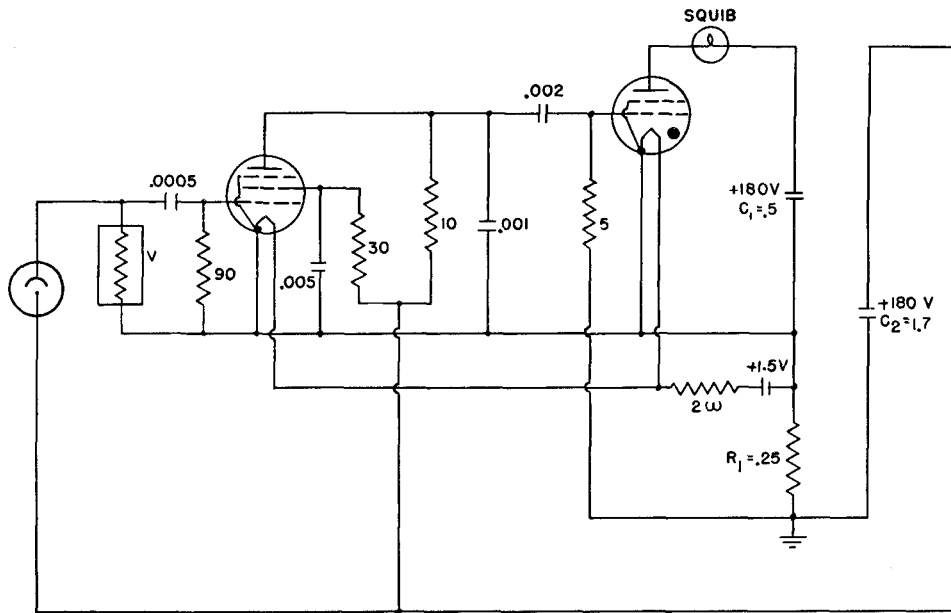 SQUIB
.002
.0005
+180V
C₁=.5
V
90
.005
30
10
.001
5
+180 V
C₂=1.7
+1.5V
2ω
R₁=.25